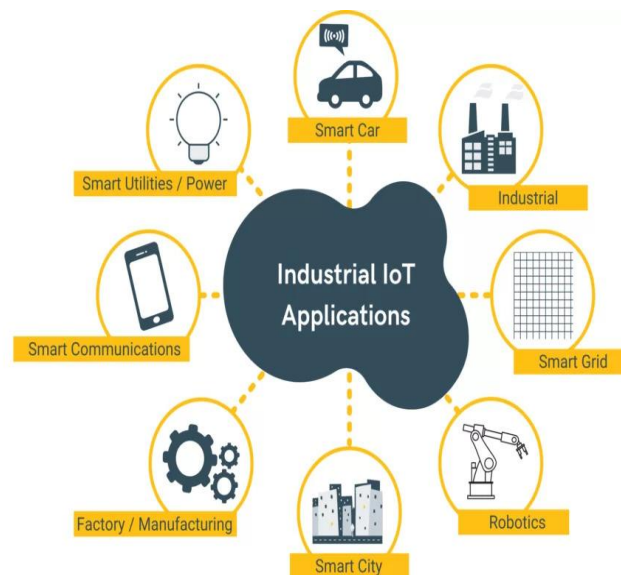 Smart Car
Smart Utilities / Power
Industrial
Industrial IoT
Applications
Smart Communications
Smart Grid
Factory / Manufacturing
Robotics
Smart City